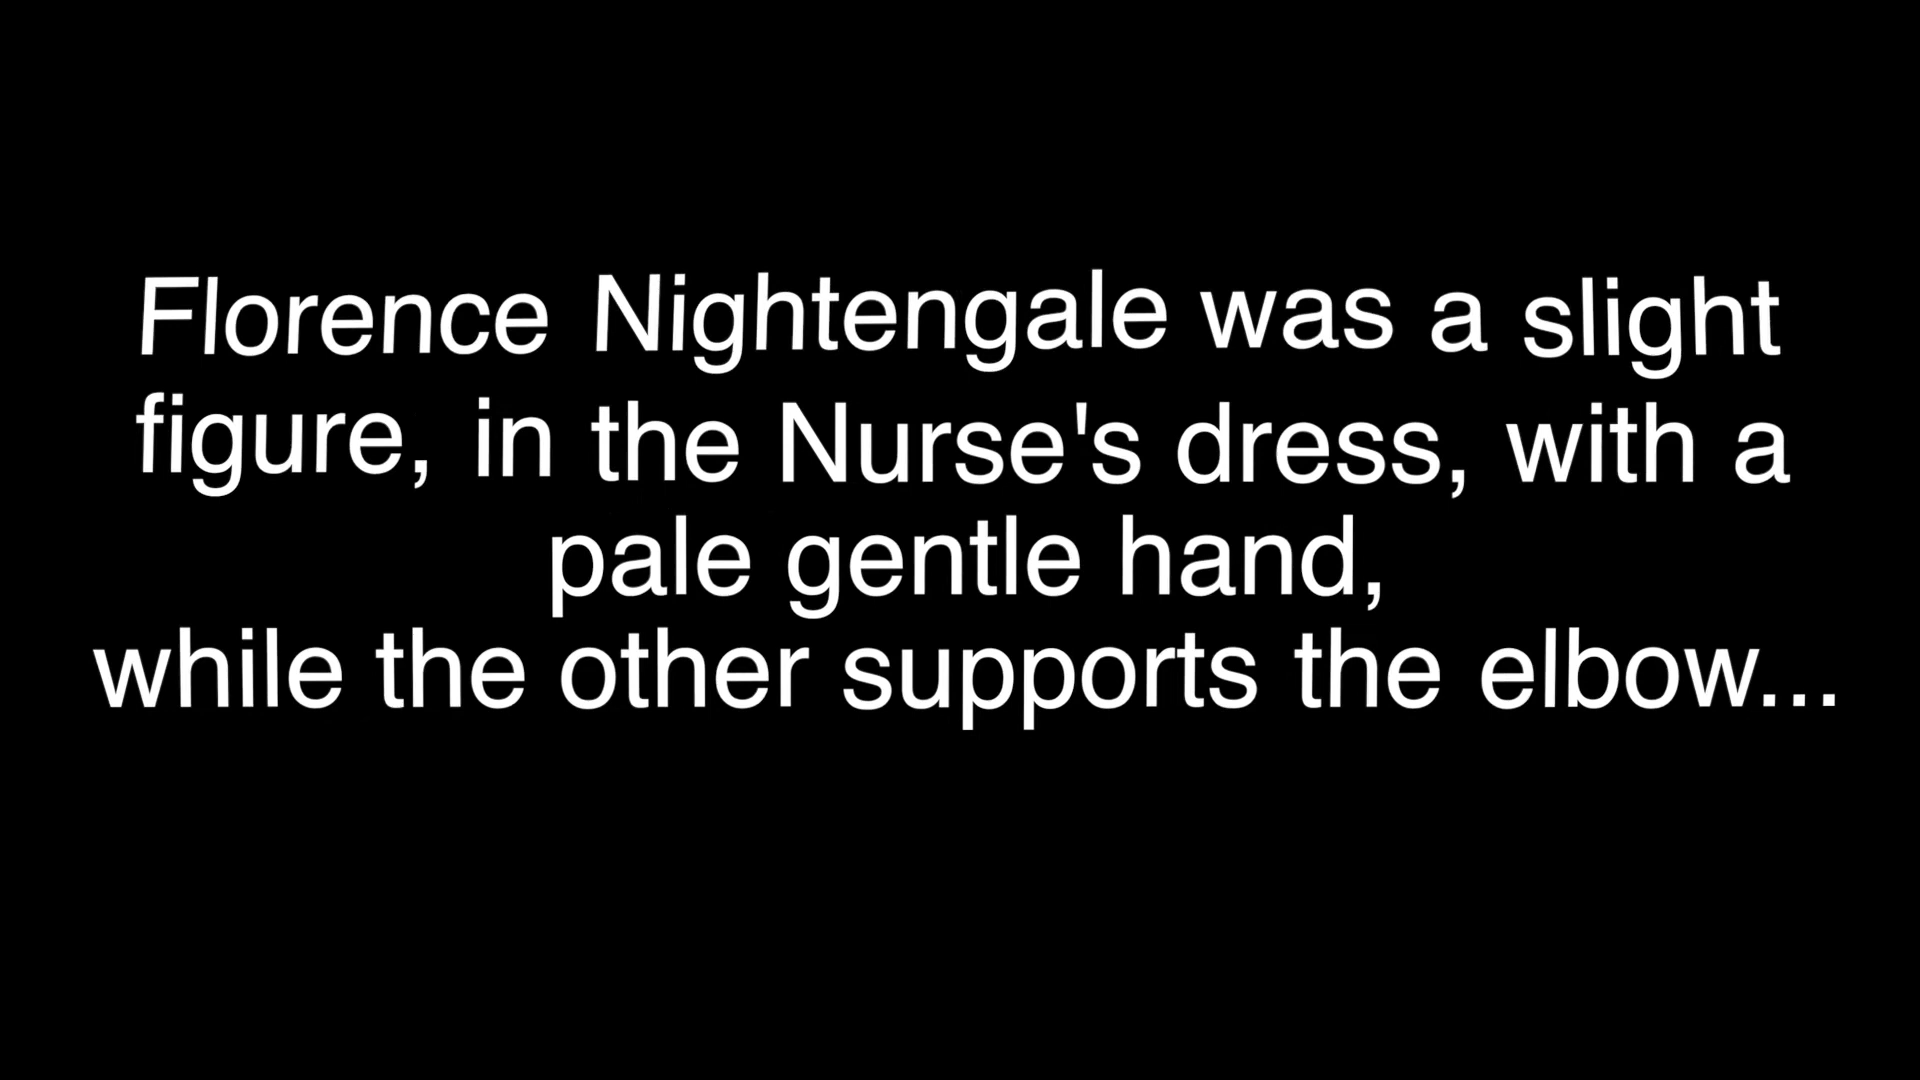 Florence Nightengale was a slight
figure, in the Nurse's dress, with a
pale gentle hand,
while the other supports the elbow...